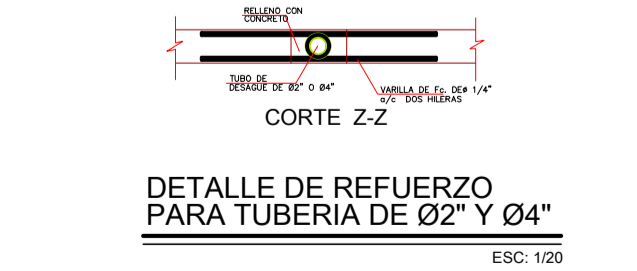 RELLENO CON
CONCRETO
TUBO DE
DESAGUE DE Ø2" O Ø4"
VARILLA DE Fc. DEø 1/4"
a/c DOS HILERAS
CORTE Z-Z
DETALLE DE REFUERZO
PARA TUBERIA DE Ø2" Y Ø4"
ESC: 1/20